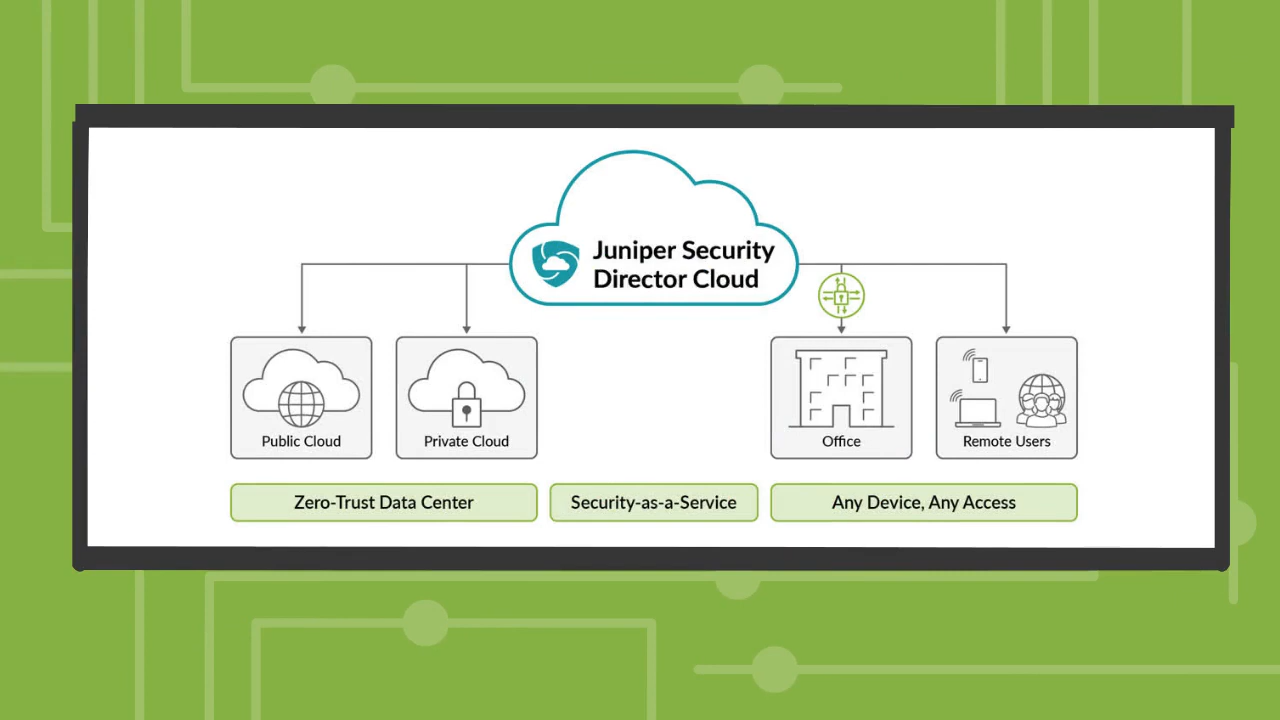 Juniper Security
Director Cloud
Public Cloud
Private Cloud
Office
Remote Users
Zero-Trust Data Center
Security-as-a-Service
Any Device, Any Access